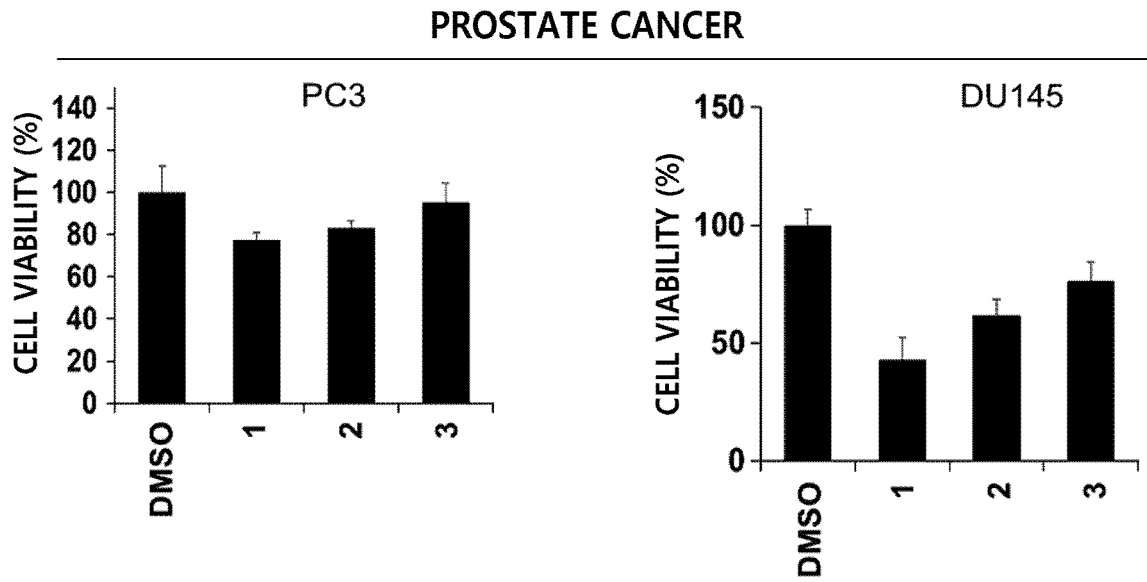 PROSTATE CANCER
PC3
CELL VIABILITY (%)
140
120
100
80
60
40
20
0
DMSO
1
2
3
DU145
CELL VIABILITY (%)
150
100
50
0
DMSO
1
2
3